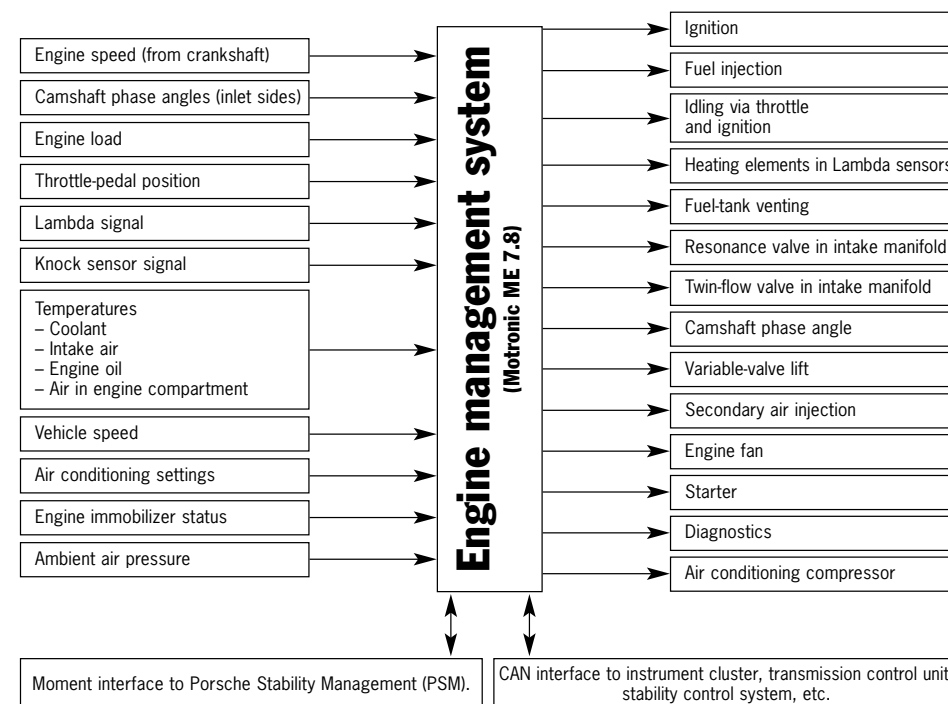 Engine speed (from crankshaft)
Camshaft phase angles (inlet sides)
Engine load
Throttle-pedal position
Lambda signal
Knock sensor signal
Temperatures
– Coolant
– Intake air
– Engine oil
– Air in engine compartment
Vehicle speed
Air conditioning settings
Engine immobilizer status
Ambient air pressure
Engine management system
(Motronic ME 7.8)
Ignition
Fuel injection
Idling via throttle
and ignition
Heating elements in Lambda sensors
Fuel-tank venting
Resonance valve in intake manifold
Twin-flow valve in intake manifold
Camshaft phase angle
Variable-valve lift
Secondary air injection
Engine fan
Starter
Diagnostics
Air conditioning compressor
Moment interface to Porsche Stability Management (PSM).
CAN interface to instrument cluster, transmission control unit
stability control system, etc.